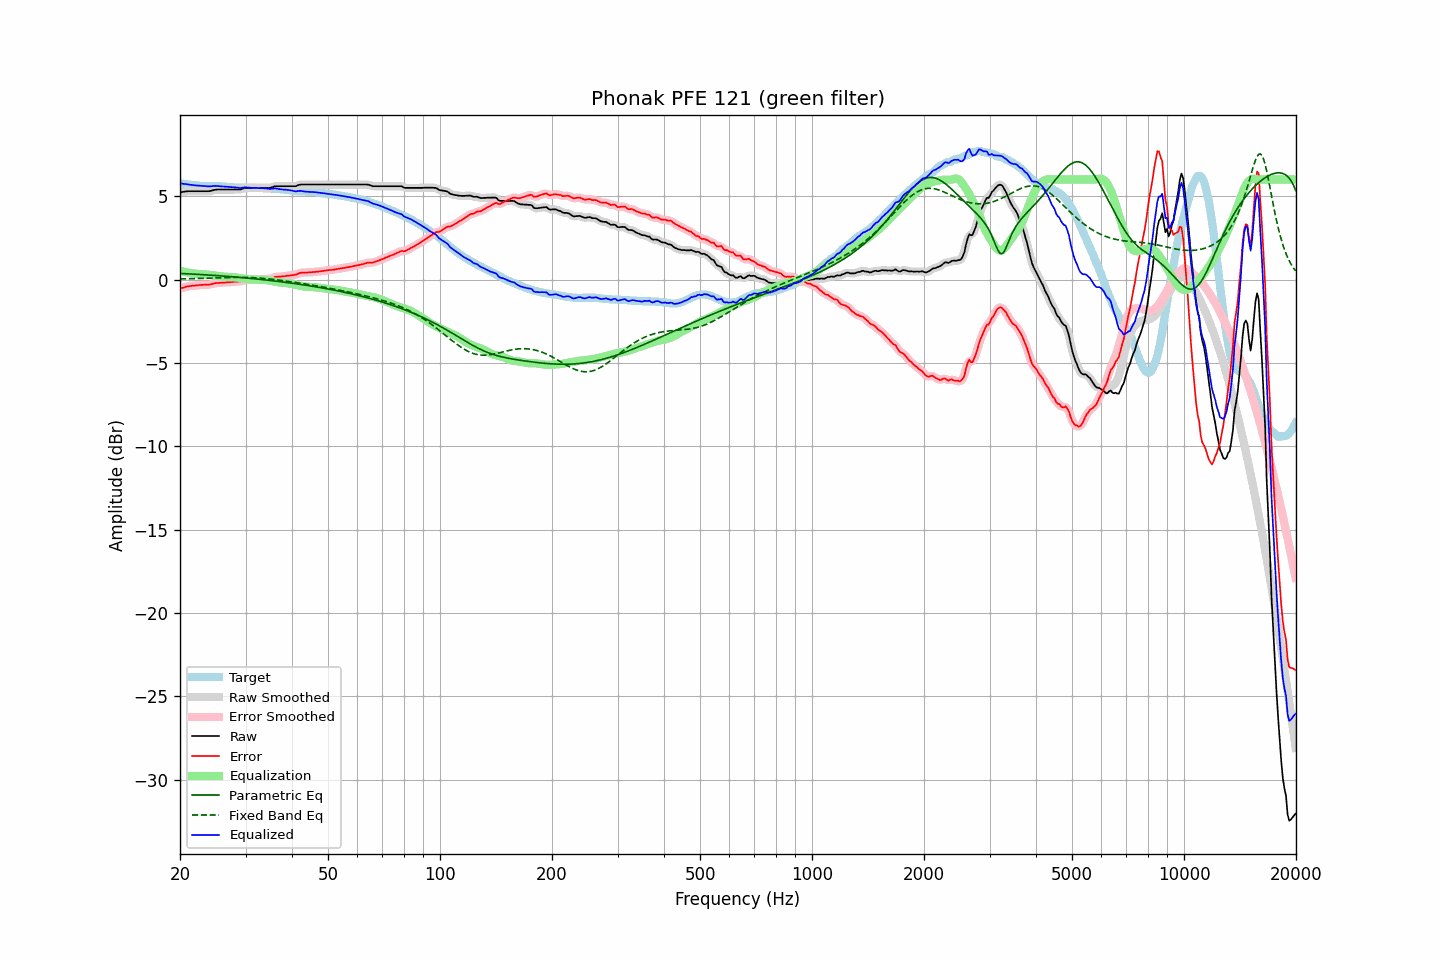 Phonak PFE 121 (green filter)
Amplitude (dBr)
5
0
−5
−10
−15
−20
−25
−30
Target
Raw Smoothed
Error Smoothed
Raw
Error
Equalization
Parametric Eq
Fixed Band Eq
Equalized
20 50 100 200 500 1000 2000 5000 10000 20000
Frequency (Hz)